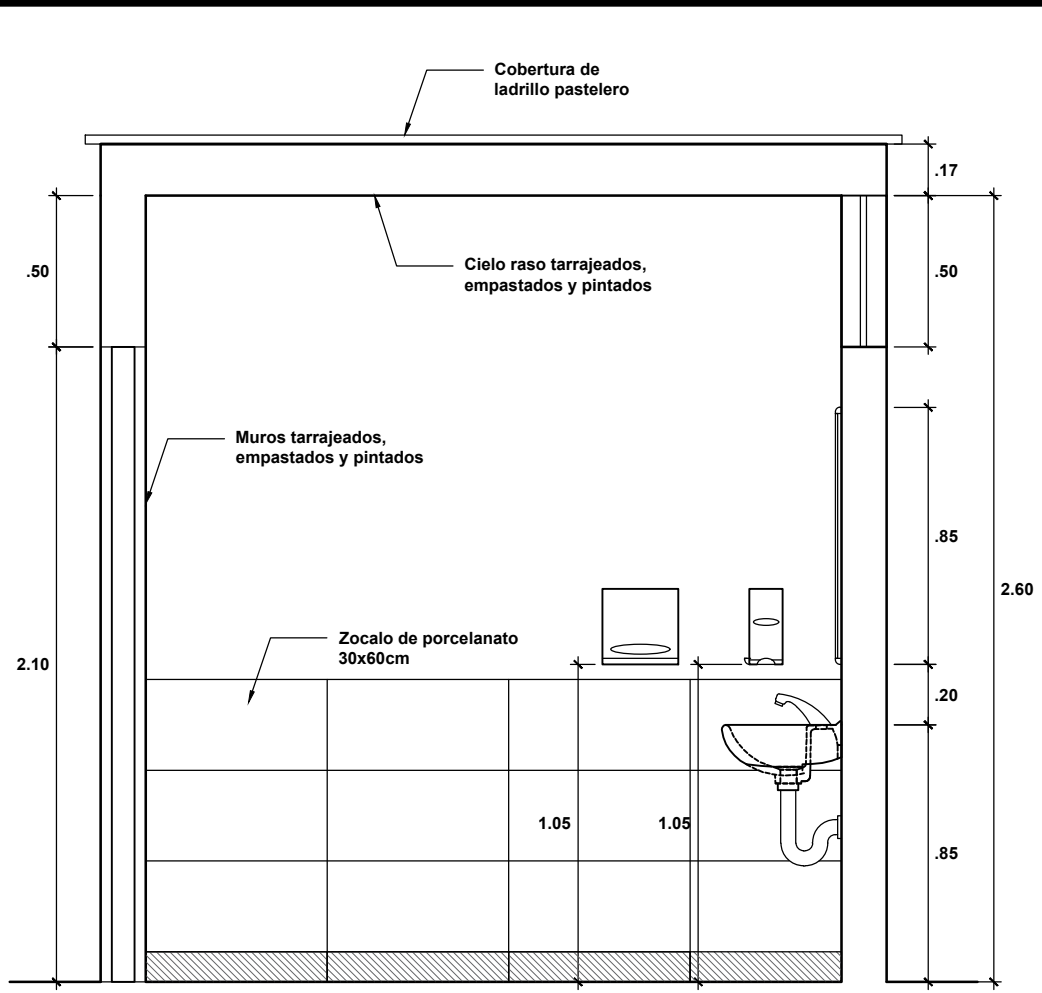 Cobertura de
ladrillo pastelero
.17
.50
Cielo raso tarrajeados,
empastados y pintados
.50
Muros tarrajeados,
empastados y pintados
.85
2.60
Zocalo de porcelanato
30x60cm
2.10
.20
1.05
1.05
.85